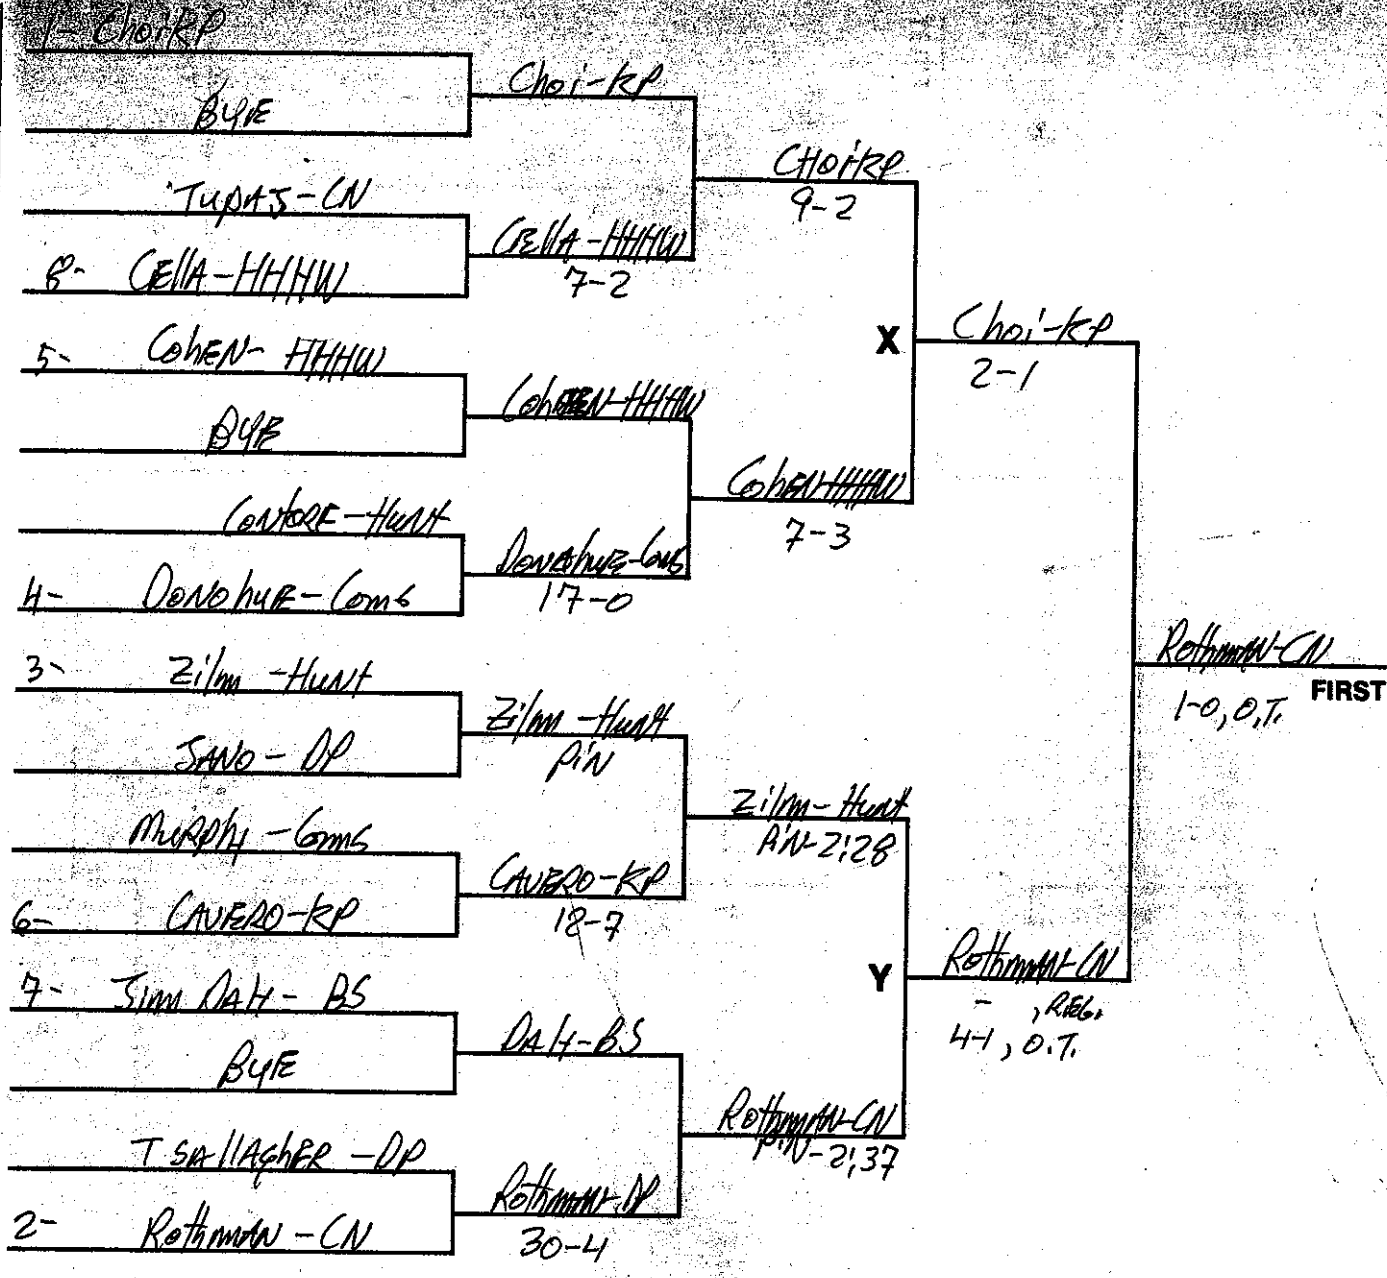 1- Choi KP
BYE
Tupaj - CN
8- CEllA - HHHW
5- CohEN - HHHW
BYE
Contore - Hunt
4- DoNohuE - Coms
3- Zilm - Hunt
JANO - DP
Murphy - Coms
6- CAVERO - KP
7- Jim DAH - BS
BYE
T SAllAghER - DP
2- RothmAN - CN
Choi - KP
CEllA - HHHW
7-2
CohEN - HHHW
DonahuE - Coms
17-0
Zilm - Hunt
PiN
CAVERO - KP
18-7
DAH - BS
Rothman - DP
30-4
CHOi KP
9-2
CohEN HHHW
7-3
Zilm - Hunt
PiN - 2:28
RothmAN - CN
PiN - 2:37
X
Choi - KP
2-1
Y
Rothman - CN
- , REG.
4-1, O.T.
Rothman - CN
FIRST
1-0, O.T.